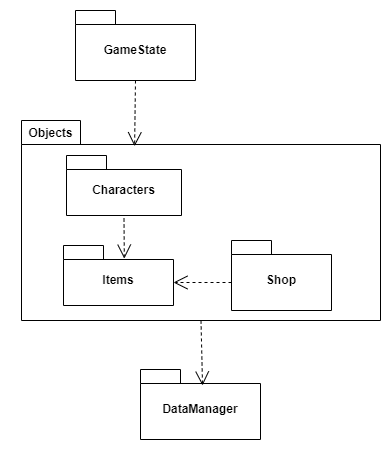 GameState
Objects
Characters
Items
Shop
DataManager